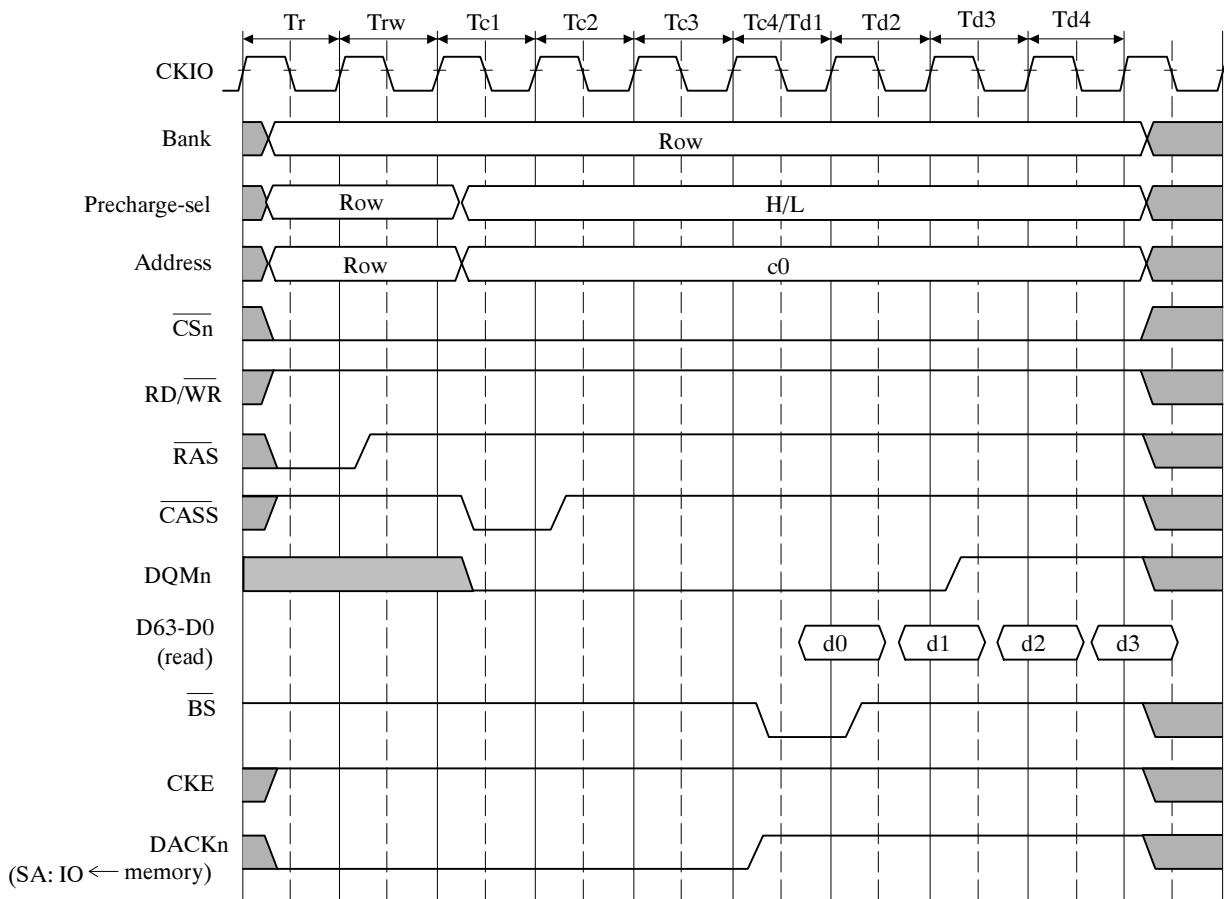 Tr Trw Tc1 Tc2 Tc3 Tc4/Td1 Td2 Td3 Td4
CKIO
Bank Row
Precharge-sel Row H/L
Address Row c0
CSn
RD/WR
RAS
CASS
DQMn
D63-D0
(read) d0 d1 d2 d3
BS
CKE
DACKn
(SA: IO ← memory)